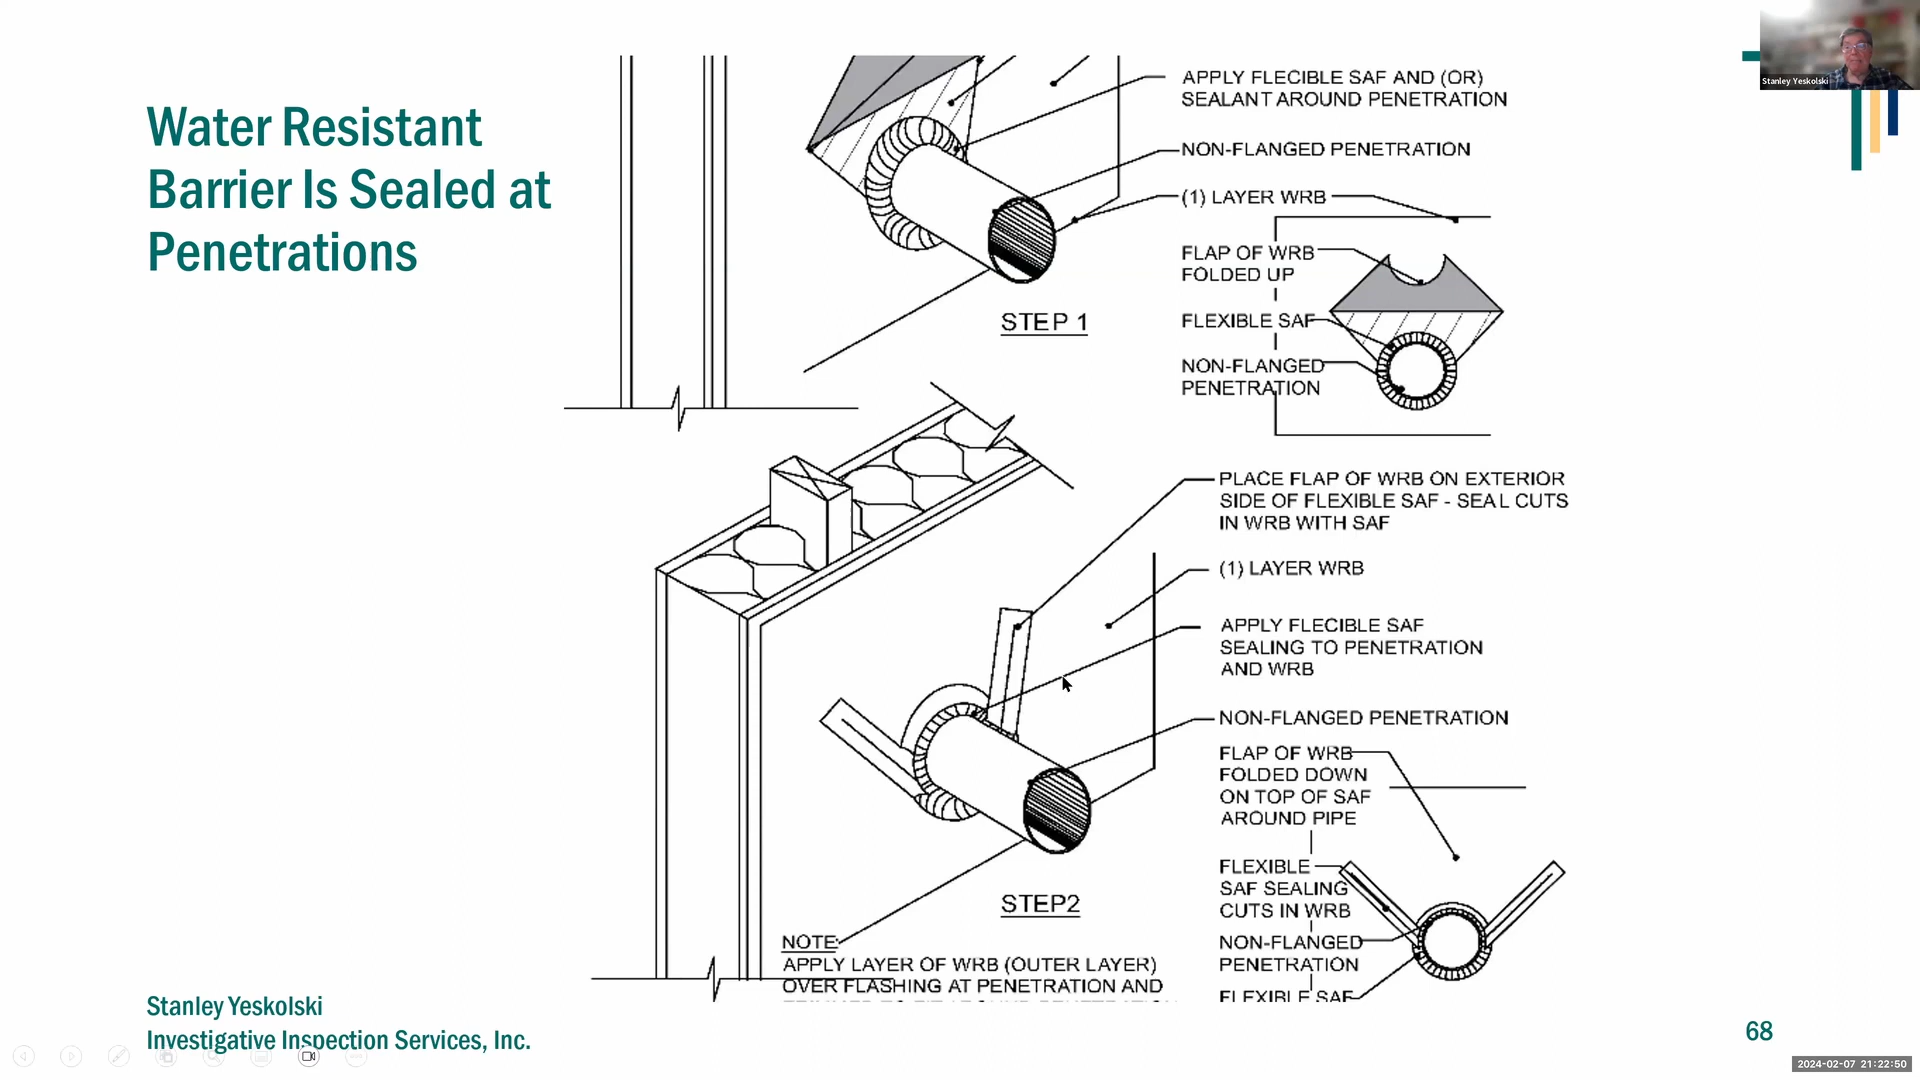 Water Resistant
Barrier Is Sealed at
Penetrations
APPLY FLECIBLE SAF AND (OR)
SEALANT AROUND PENETRATION
NON-FLANGED PENETRATION
(1) LAYER WRB
FLAP OF WRB
FOLDED UP
FLEXIBLE SAF
NON-FLANGED
PENETRATION
STEP 1
PLACE FLAP OF WRB ON EXTERIOR
SIDE OF FLEXIBLE SAF - SEAL CUTS
IN WRB WITH SAF
(1) LAYER WRB
APPLY FLECIBLE SAF
SEALING TO PENETRATION
AND WRB
NON-FLANGED PENETRATION
FLAP OF WRB
FOLDED DOWN
ON TOP OF SAF
AROUND PIPE
FLEXIBLE
SAF SEALING
CUTS IN WRB
NON-FLANGED
PENETRATION
FLEXIBLE SAF
STEP2
NOTE:
APPLY LAYER OF WRB (OUTER LAYER)
OVER FLASHING AT PENETRATION AND
Stanley Yeskolski
Investigative Inspection Services, Inc.
68
Stanley Yeskolski
2024-02-07 21:22:50